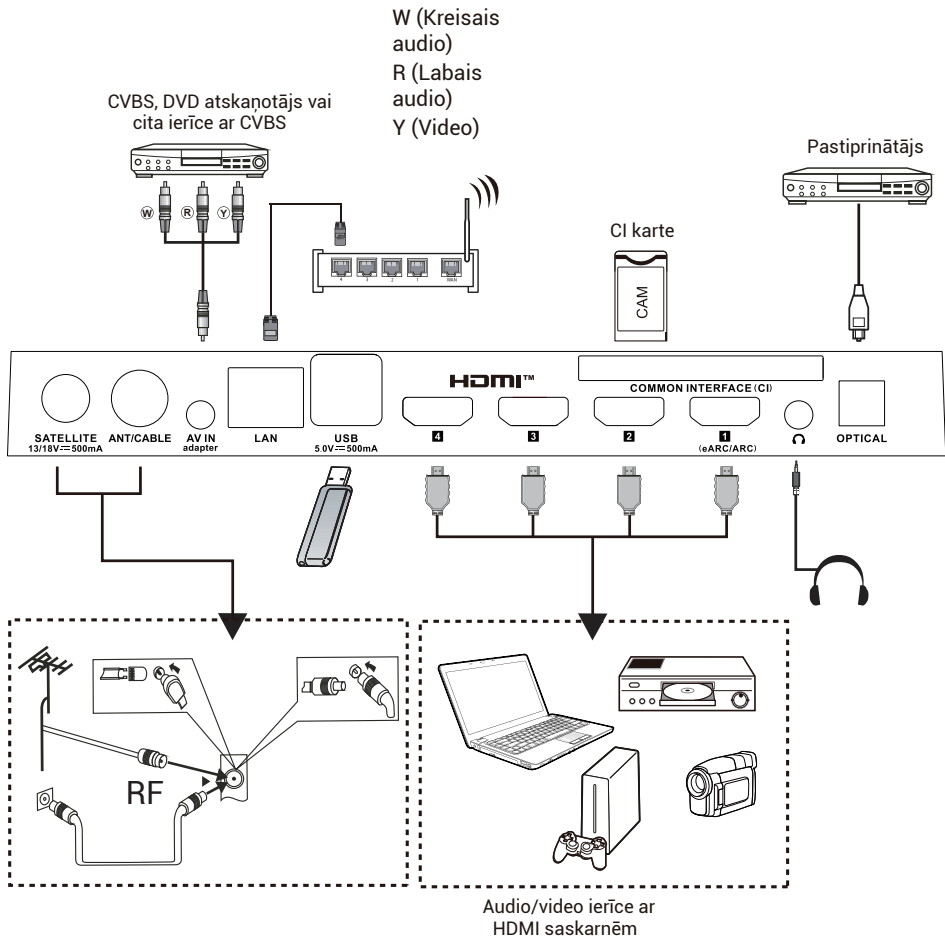 W (Kreisais
audio)
R (Labais
audio)
Y (Video)
CVBS, DVD atskaņotājs vai
cita ierīce ar CVBS
Pastiprinātājs
W
R
Y
CI karte
CAM
4 3 2 1 WAN
HDMI™
COMMON INTERFACE (CI)
SATELLITE
13/18V⎓500mA
ANT/CABLE
AV IN
adapter
LAN
USB
5.0V⎓500mA
4
3
2
1
(eARC/ARC)
OPTICAL
RF
Audio/video ierīce ar
HDMI saskarnēm